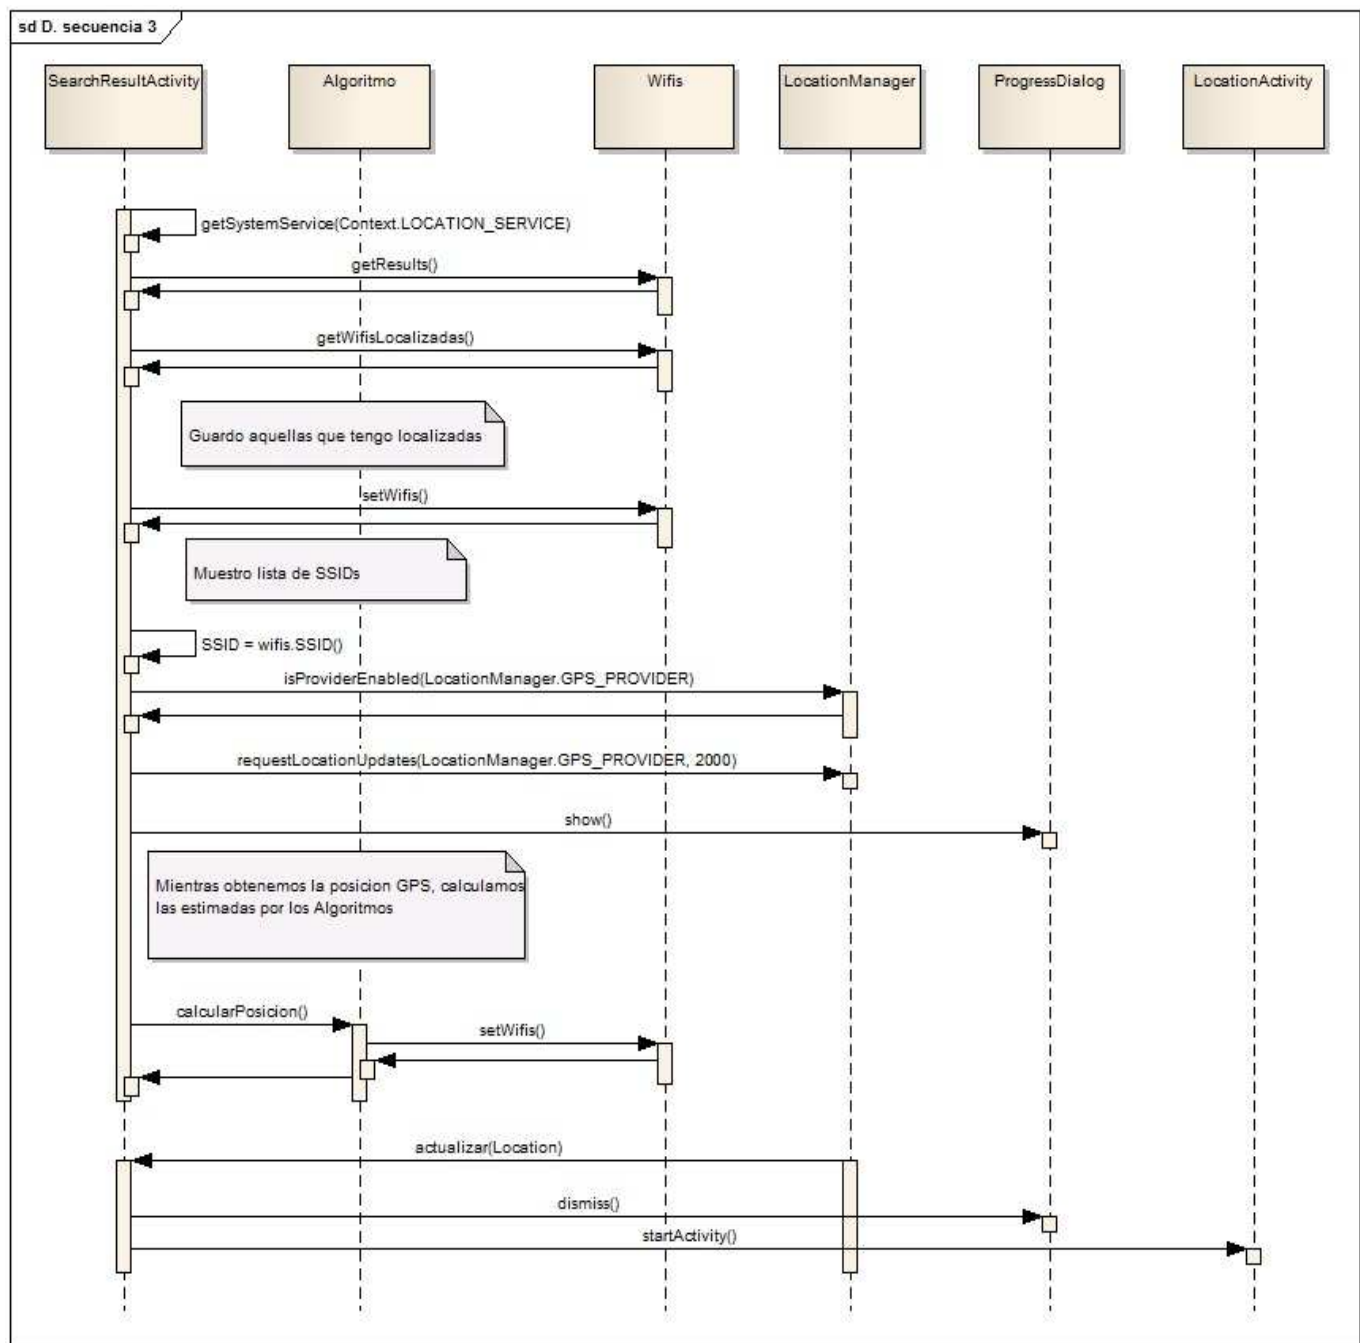 sd D. secuencia 3
SearchResultActivity
Algoritmo
Wifis
LocationManager
ProgressDialog
LocationActivity
getSystemService(Context.LOCATION_SERVICE)
getResults()
getWifisLocalizadas()
Guardo aquellas que tengo localizadas
setWifis()
Muestro lista de SSIDs
SSID = wifis.SSID()
isProviderEnabled(LocationManager.GPS_PROVIDER)
requestLocationUpdates(LocationManager.GPS_PROVIDER, 2000)
show()
Mientras obtenemos la posicion GPS, calculamos
las estimadas por los Algoritmos
calcularPosicion()
setWifis()
actualizar(Location)
dismiss()
startActivity()